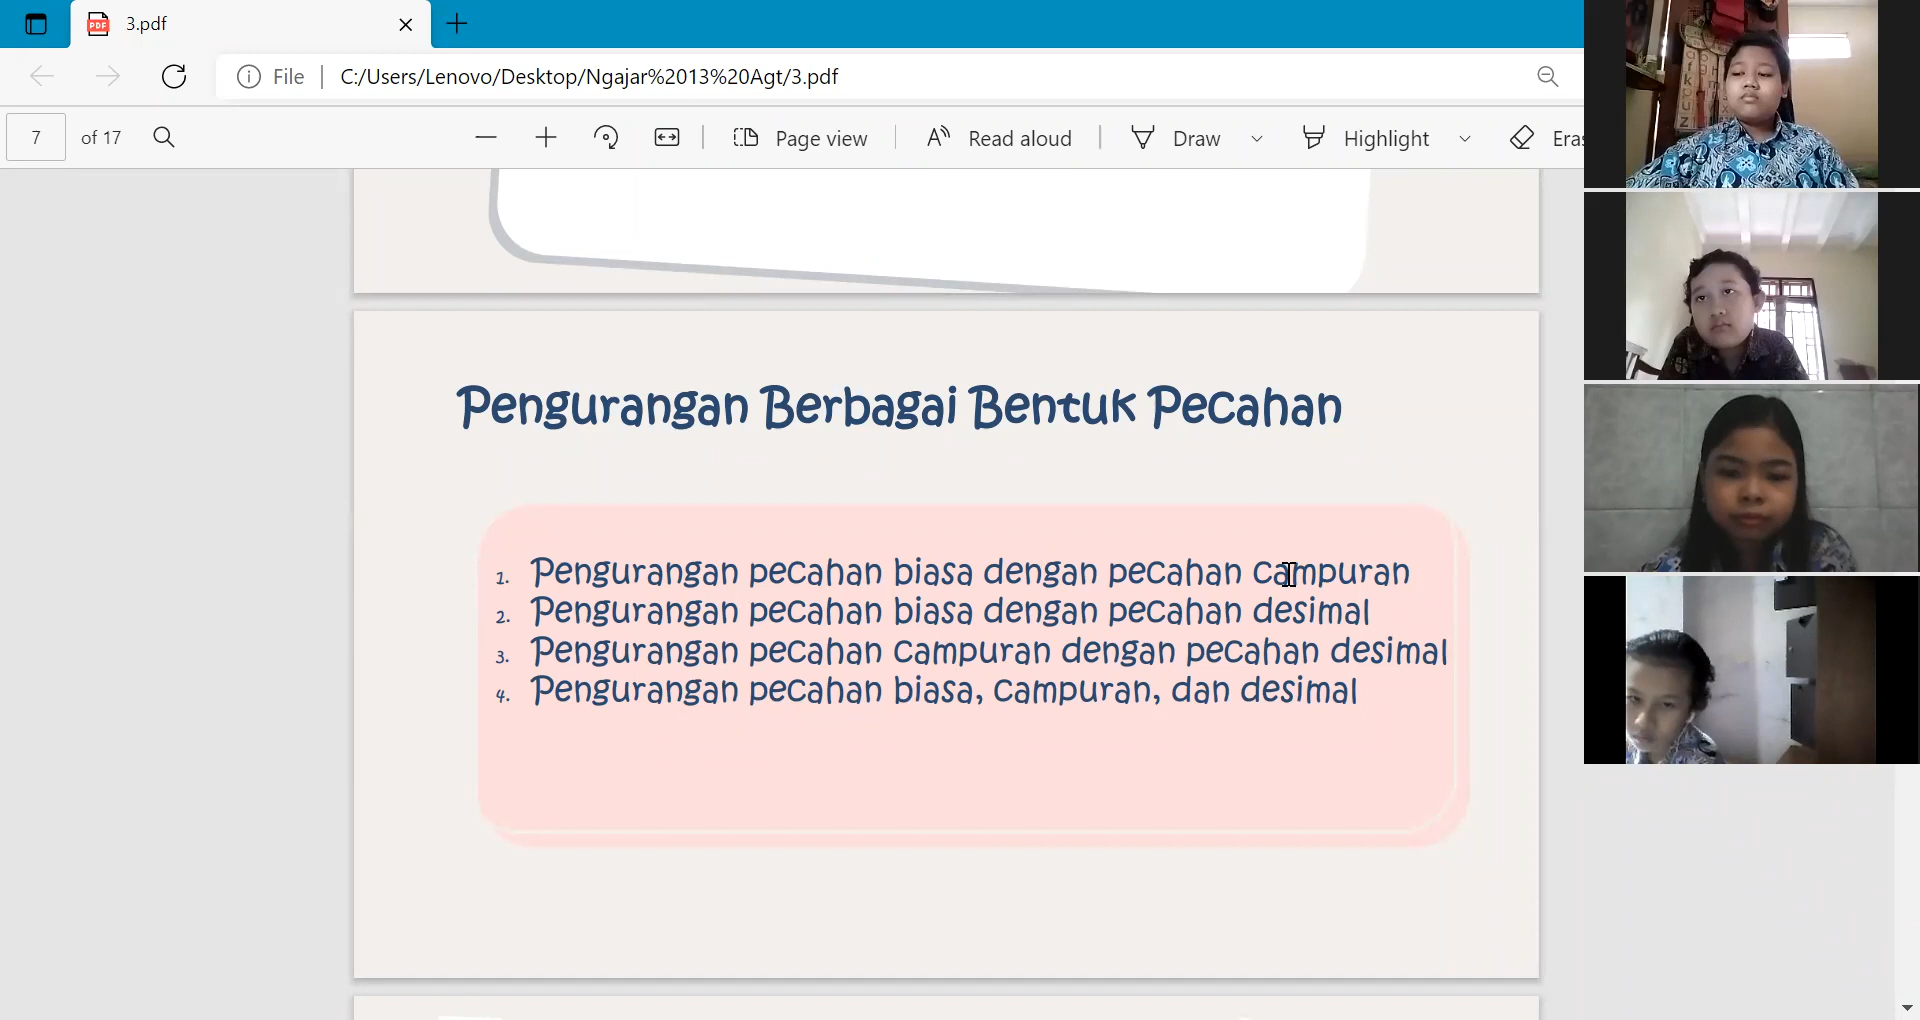 3.pdf
File
C:/Users/Lenovo/Desktop/Ngajar%2013%20Agt/3.pdf
7 of 17
Page view
Read aloud
Draw
Highlight
Eras
Pengurangan Berbagai Bentuk Pecahan
1. Pengurangan pecahan biasa dengan pecahan campuran
2. Pengurangan pecahan biasa dengan pecahan desimal
3. Pengurangan pecahan campuran dengan pecahan desimal
4. Pengurangan pecahan biasa, campuran, dan desimal